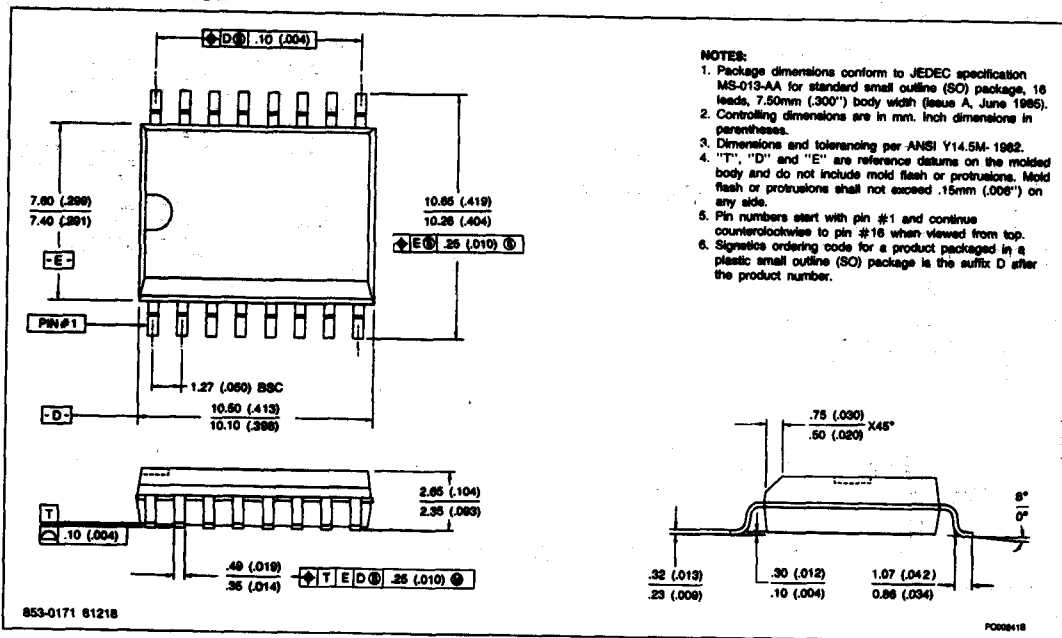 ⌖ D Ⓢ .10 (.004)
7.60 (.299)
7.40 (.291)
-E-
PIN #1
10.65 (.419)
10.26 (.404)
⌖ E Ⓢ .25 (.010) Ⓢ
1.27 (.050) BSC
-D-
10.50 (.413)
10.10 (.398)
2.65 (.104)
2.35 (.093)
T
⌓ .10 (.004)
.49 (.019)
.35 (.014)
⌖ T E D Ⓢ .25 (.010) Ⓜ
853-0171 81218
NOTES:
1. Package dimensions conform to JEDEC specification
MS-013-AA for standard small outline (SO) package, 16
leads, 7.50mm (.300") body width (issue A, June 1985).
2. Controlling dimensions are in mm. Inch dimensions in
parentheses.
3. Dimensions and tolerancing per ANSI Y14.5M-1982.
4. "T", "D" and "E" are reference datums on the molded
body and do not include mold flash or protrusions. Mold
flash or protrusions shall not exceed .15mm (.006") on
any side.
5. Pin numbers start with pin #1 and continue
counterclockwise to pin #16 when viewed from top.
6. Signetics ordering code for a product packaged in a
plastic small outline (SO) package is the suffix D after
the product number.
.75 (.030)
.50 (.020)
X45°
8°
0°
.32 (.013)
.23 (.009)
.30 (.012)
.10 (.004)
1.07 (.042)
0.86 (.034)
PC00241S